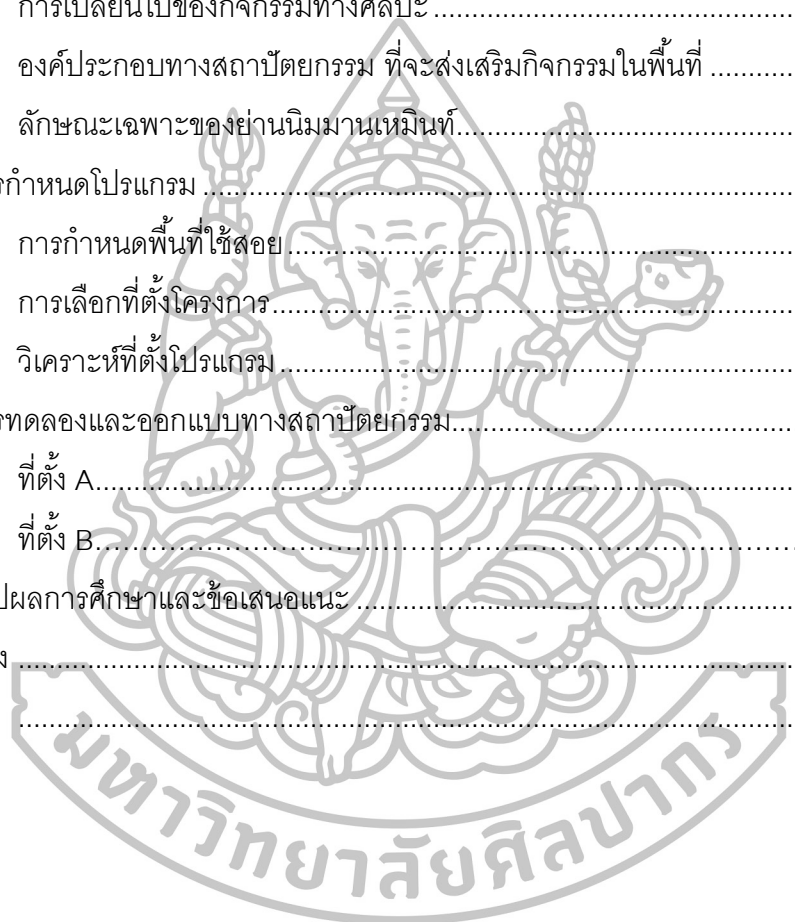 การเปลี่ยนไปของกิจกรรมทางศิลปะ........................................
องค์ประกอบทางสถาปัตยกรรม ที่จะส่งเสริมกิจกรรมในพื้นที่ ...........
ลักษณะเฉพาะของย่านนิมมานเหมินท์.....................................
รกำหนดโปรแกรม ................................................................
การกำหนดพื้นที่ใช้สอย........................................................
การเลือกที่ตั้งโครงการ..........................................................
วิเคราะห์ที่ตั้งโปรแกรม.........................................................
รทดลองและออกแบบทางสถาปัตยกรรม......................................
ที่ตั้ง A................................................................................
ที่ตั้ง B................................................................................
ปผลการศึกษาและข้อเสนอแนะ ................................................
ง ........................................................................................
........................................................................................
มหาวิทยาลัยศิลปากร